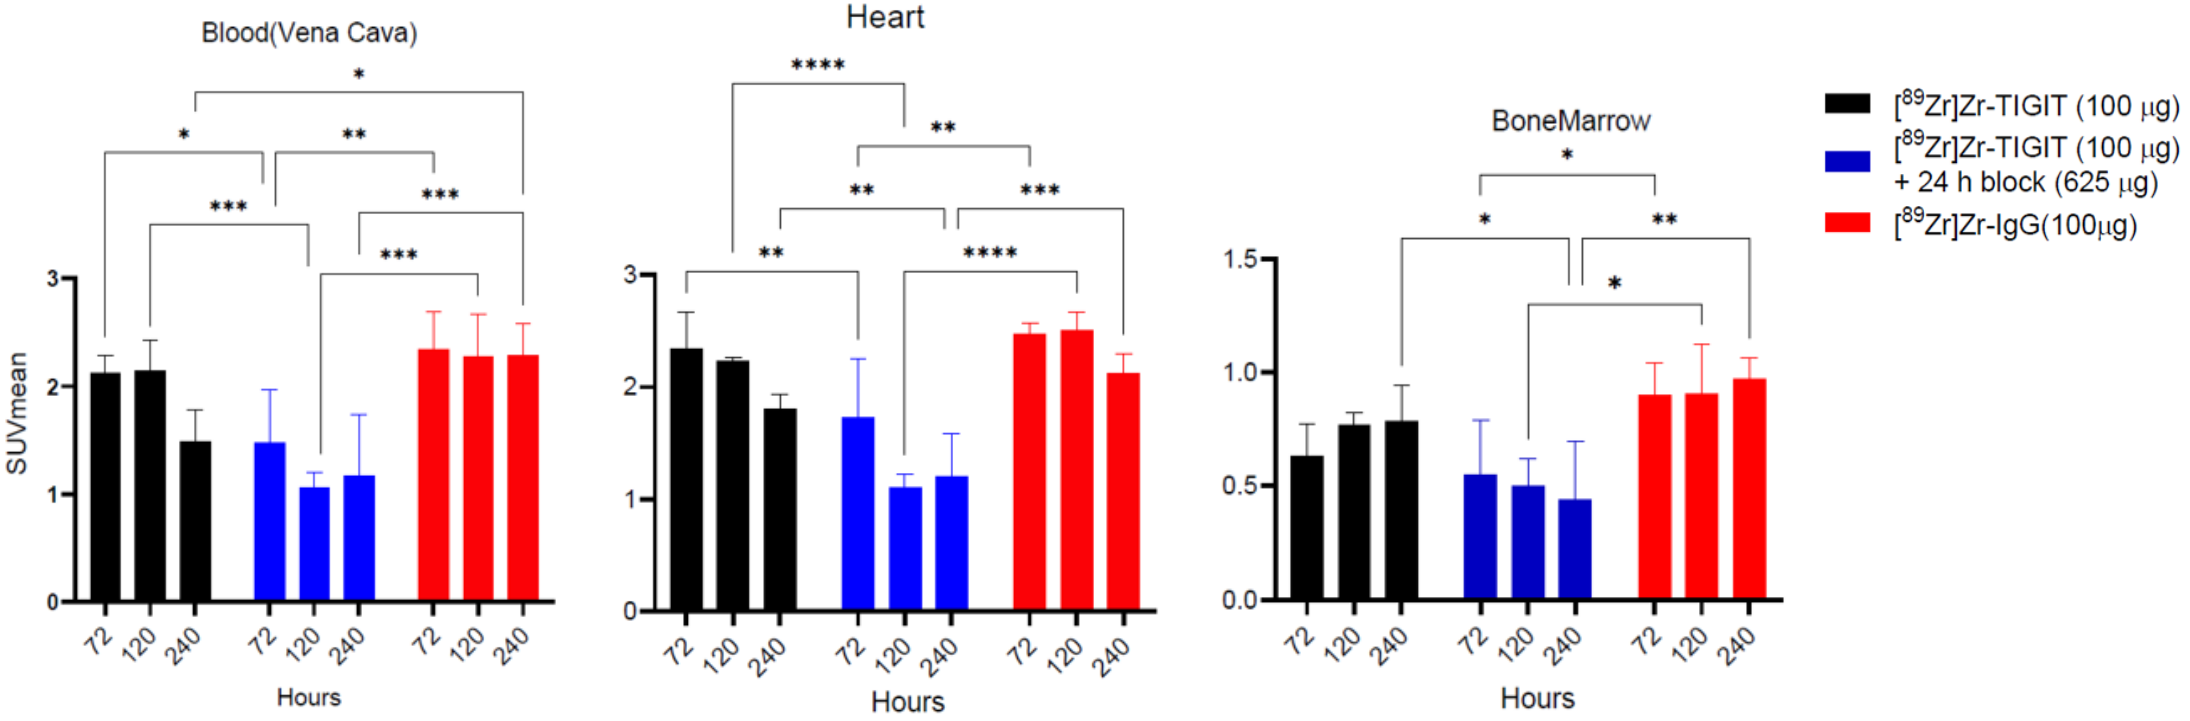 Blood(Vena Cava)
*
* **
***
***
***
3
2
1
0
SUVmean
72 120 240 72 120 240 72 120 240
Hours
Heart
****
**
** ***
** ****
3
2
1
0
72 120 240 72 120 240 72 120 240
Hours
BoneMarrow
*
* **
*
1.5
1.0
0.5
0.0
72 120 240 72 120 240 72 120 240
Hours
[⁸⁹Zr]Zr-TIGIT (100 µg)
[⁸⁹Zr]Zr-TIGIT (100 µg)
+ 24 h block (625 µg)
[⁸⁹Zr]Zr-IgG(100µg)